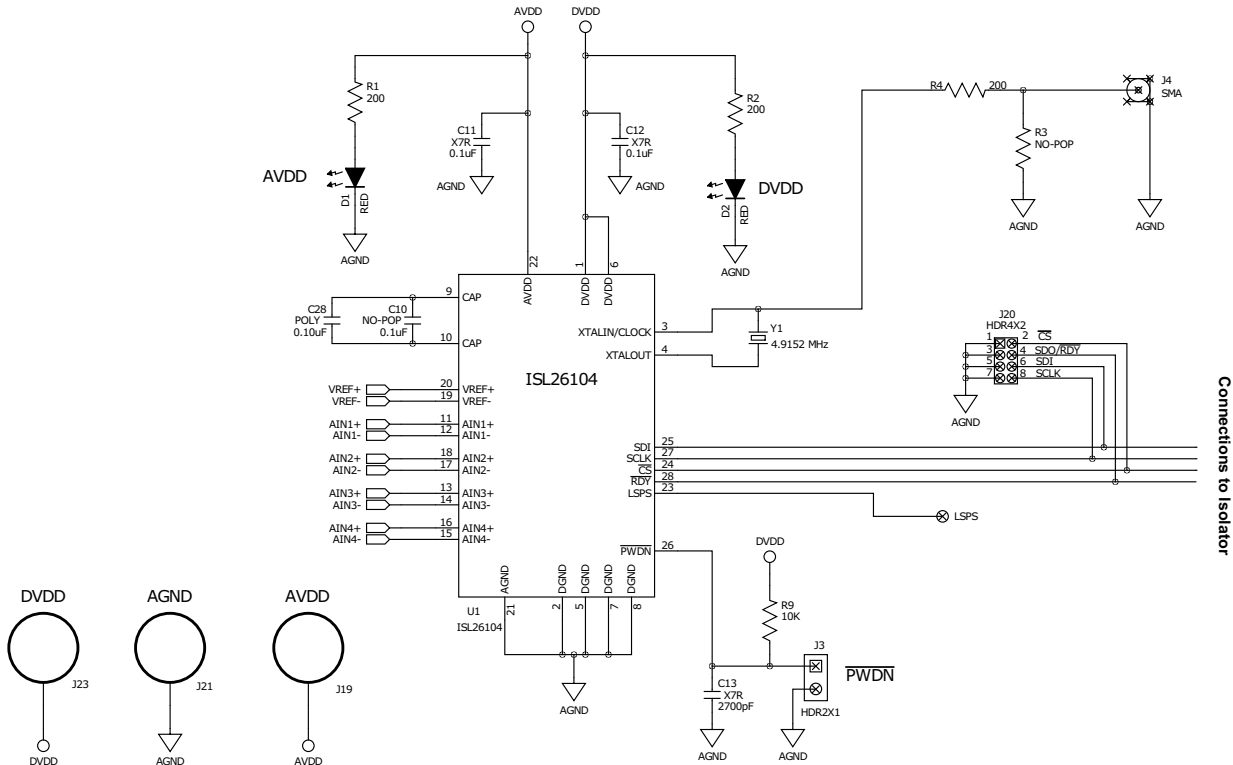 AVDD
DVDD
R1
200
C11
X7R
0.1uF
AGND
AVDD
D1
RED
AGND
C12
X7R
0.1uF
AGND
R2
200
D2
RED
DVDD
AGND
R4
200
J4
SMA
R3
NO-POP
AGND
AGND
C28
POLY
0.10uF
C10
NO-POP
0.1uF
9
CAP
10
CAP
22
AVDD
1
DVDD
6
DVDD
XTALIN/CLOCK
3
XTALOUT
4
Y1
4.9152 MHz
ISL26104
VREF+
20
VREF+
VREF-
19
VREF-
AIN1+
11
AIN1+
AIN1-
12
AIN1-
AIN2+
18
AIN2+
AIN2-
17
AIN2-
AIN3+
13
AIN3+
AIN3-
14
AIN3-
AIN4+
16
AIN4+
AIN4-
15
AIN4-
J20
HDR4X2
1
2
CS
3
4
SDO/RDY
5
6
SDI
7
8
SCLK
AGND
Connections to Isolator
SDI
25
SCLK
27
CS
24
RDY
28
LSPS
23
LSPS
PWDN
26
AGND
21
DGND
2
DGND
5
DGND
7
DGND
8
U1
ISL26104
AGND
DVDD
R9
10K
J3
PWDN
HDR2X1
C13
X7R
2700pF
AGND
AGND
DVDD
J23
DVDD
AGND
J21
AGND
AVDD
J19
AVDD